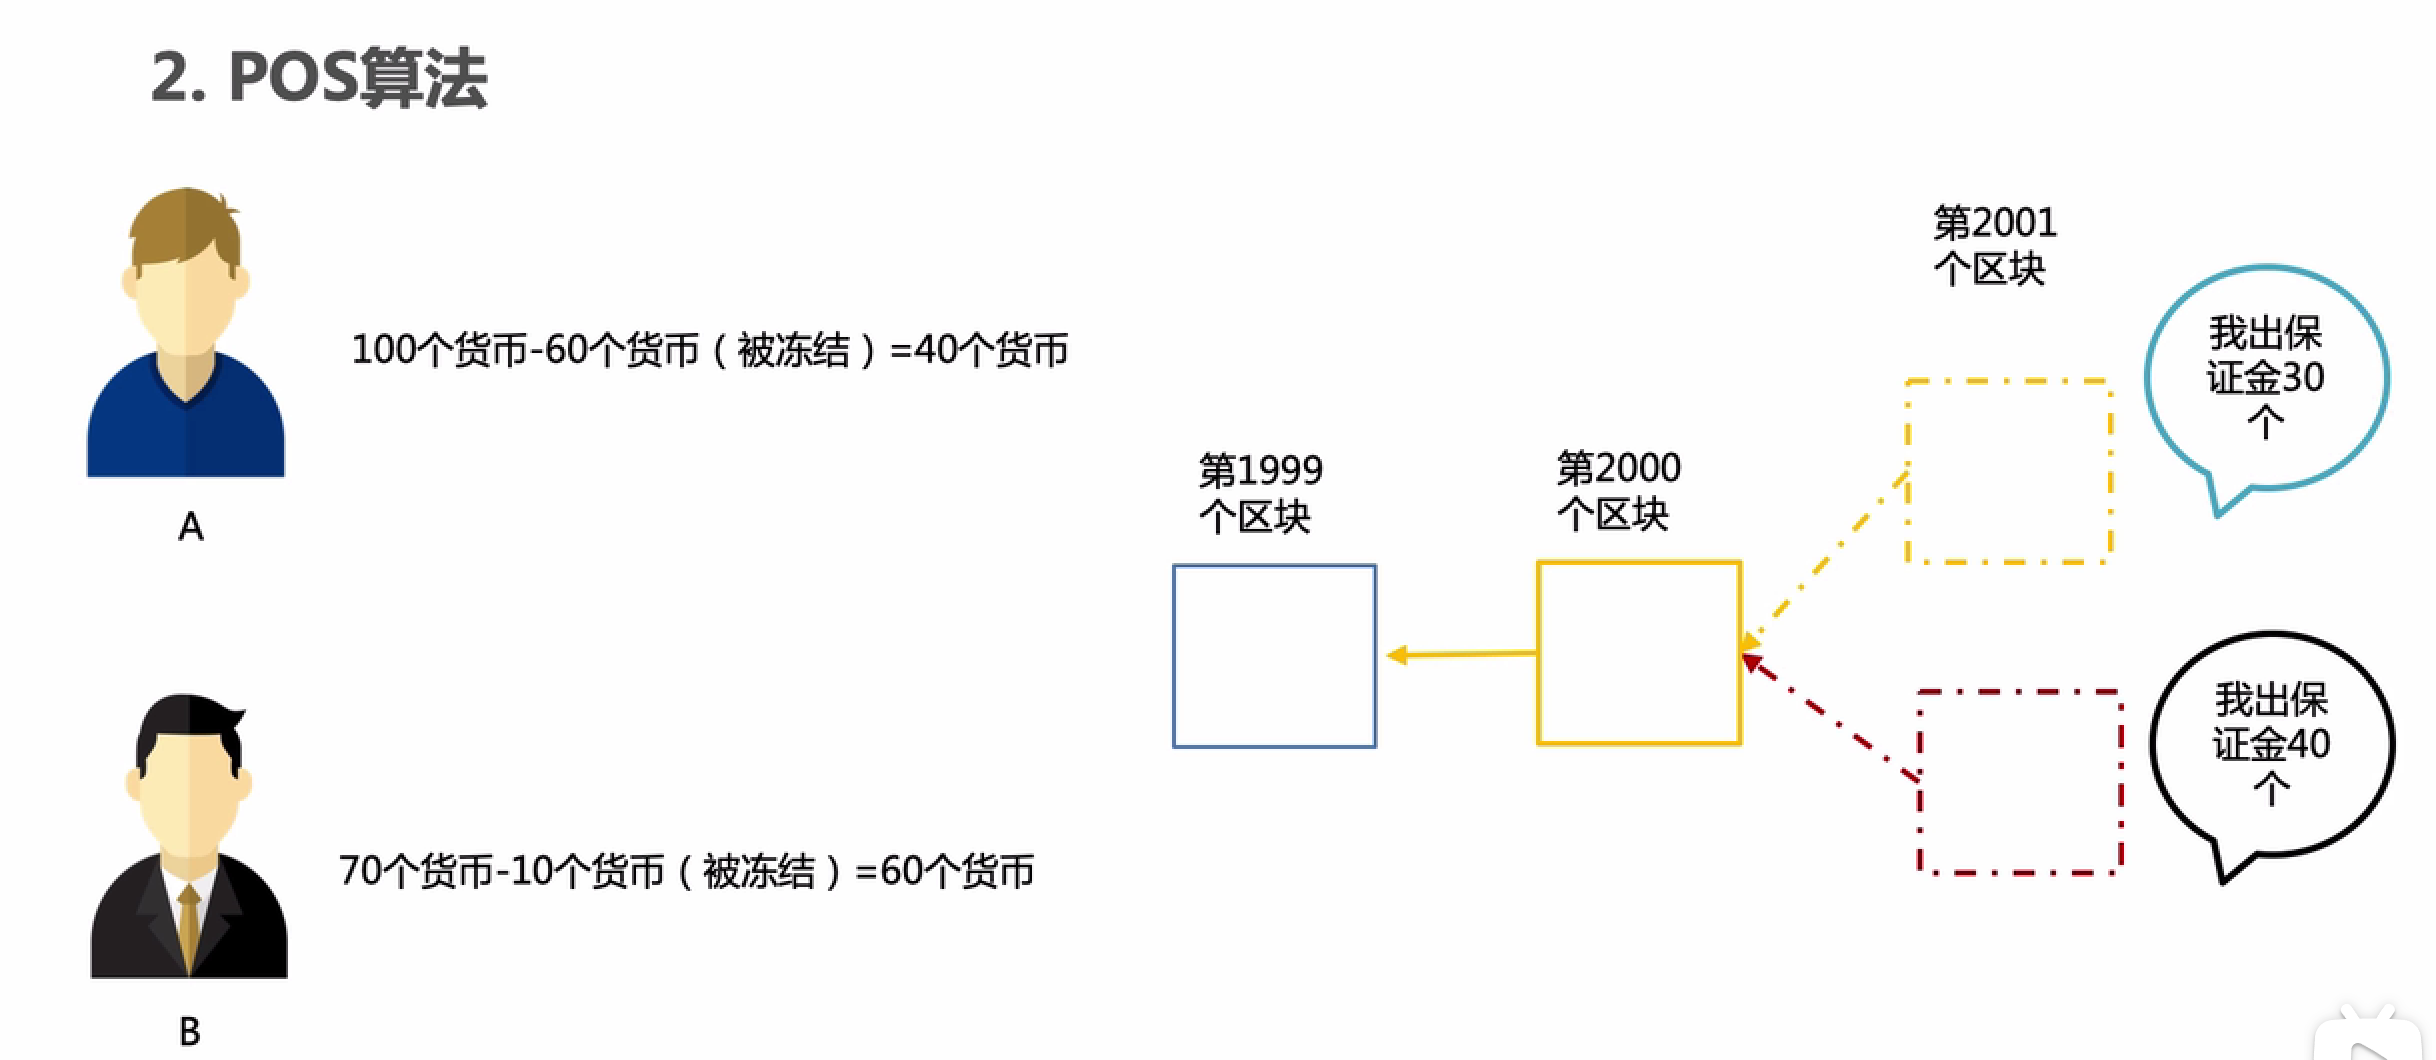 2. POS算法
100个货币-60个货币（被冻结）=40个货币
A
70个货币-10个货币（被冻结）=60个货币
B
第1999
个区块
第2000
个区块
第2001
个区块
我出保
证金30
个
我出保
证金40
个